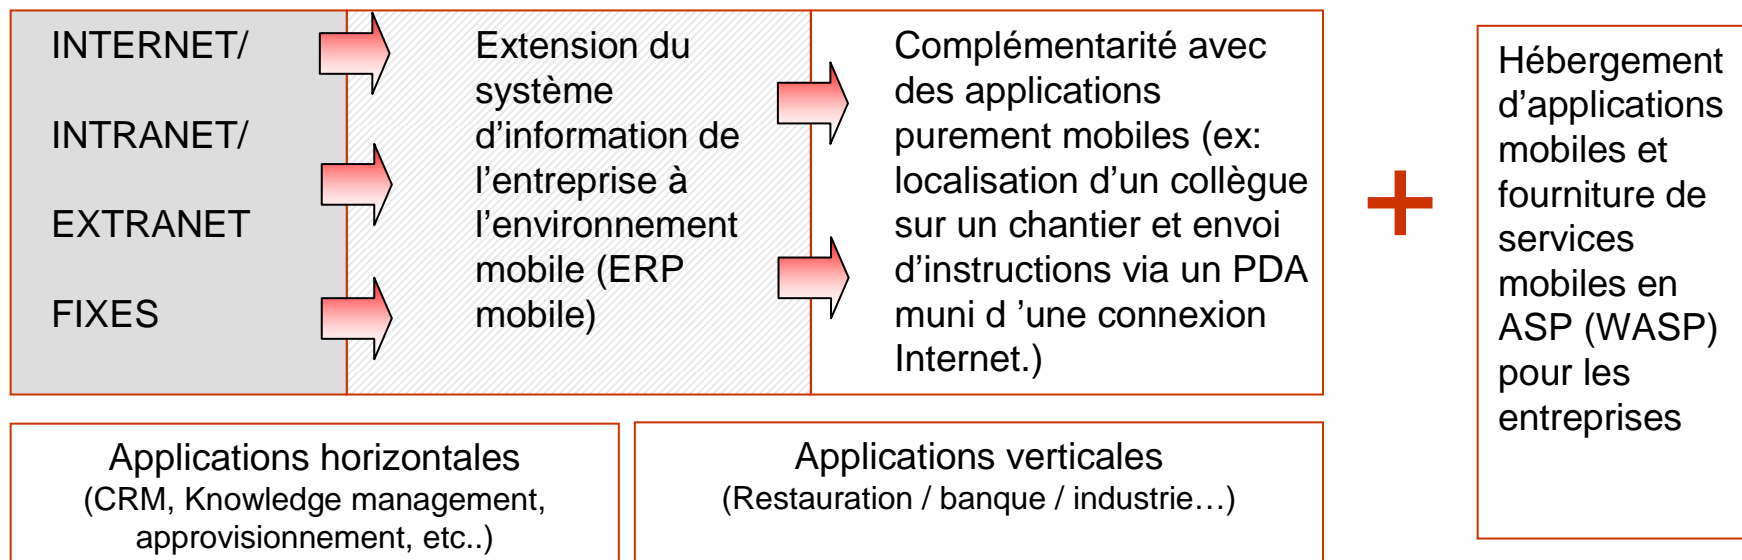 INTERNET/
INTRANET/
EXTRANET
FIXES
Extension du
système
d’information de
l’entreprise à
l’environnement
mobile (ERP
mobile)
Complémentarité avec
des applications
purement mobiles (ex:
localisation d’un collègue
sur un chantier et envoi
d’instructions via un PDA
muni d ’une connexion
Internet.)
+
Hébergement
d’applications
mobiles et
fourniture de
services
mobiles en
ASP (WASP)
pour les
entreprises
Applications horizontales
(CRM, Knowledge management,
approvisionnement, etc..)
Applications verticales
(Restauration / banque / industrie…)